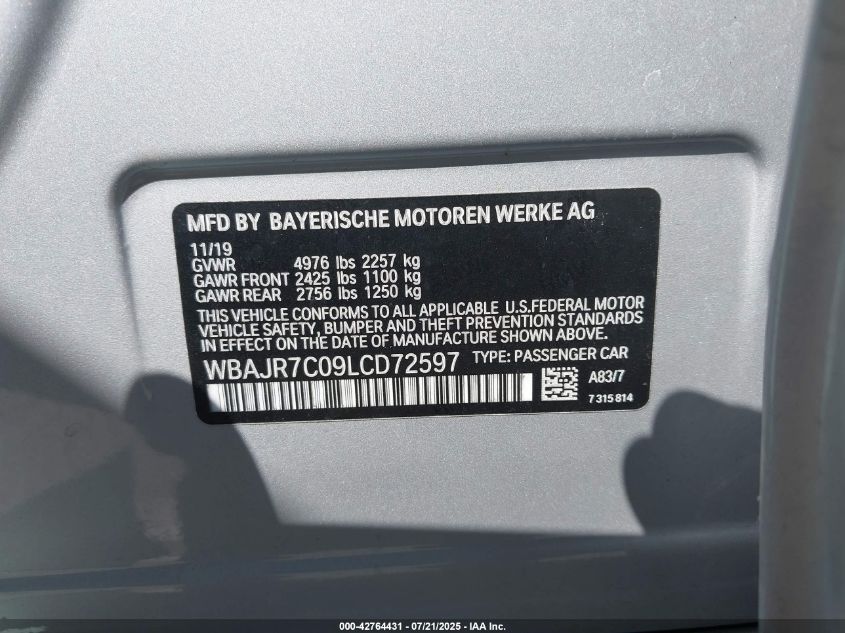 MFD BY BAYERISCHE MOTOREN WERKE AG
11/19
GVWR 4976 lbs 2257 kg
GAWR FRONT 2425 lbs 1100 kg
GAWR REAR 2756 lbs 1250 kg
THIS VEHICLE CONFORMS TO ALL APPLICABLE U.S.FEDERAL MOTOR
VEHICLE SAFETY, BUMPER AND THEFT PREVENTION STANDARDS
IN EFFECT ON THE DATE OF MANUFACTURE SHOWN ABOVE.
WBAJR7C09LCD72597 TYPE: PASSENGER CAR
A83/7
7 315 814
000-42764431 - 07/21/2025 - IAA Inc.